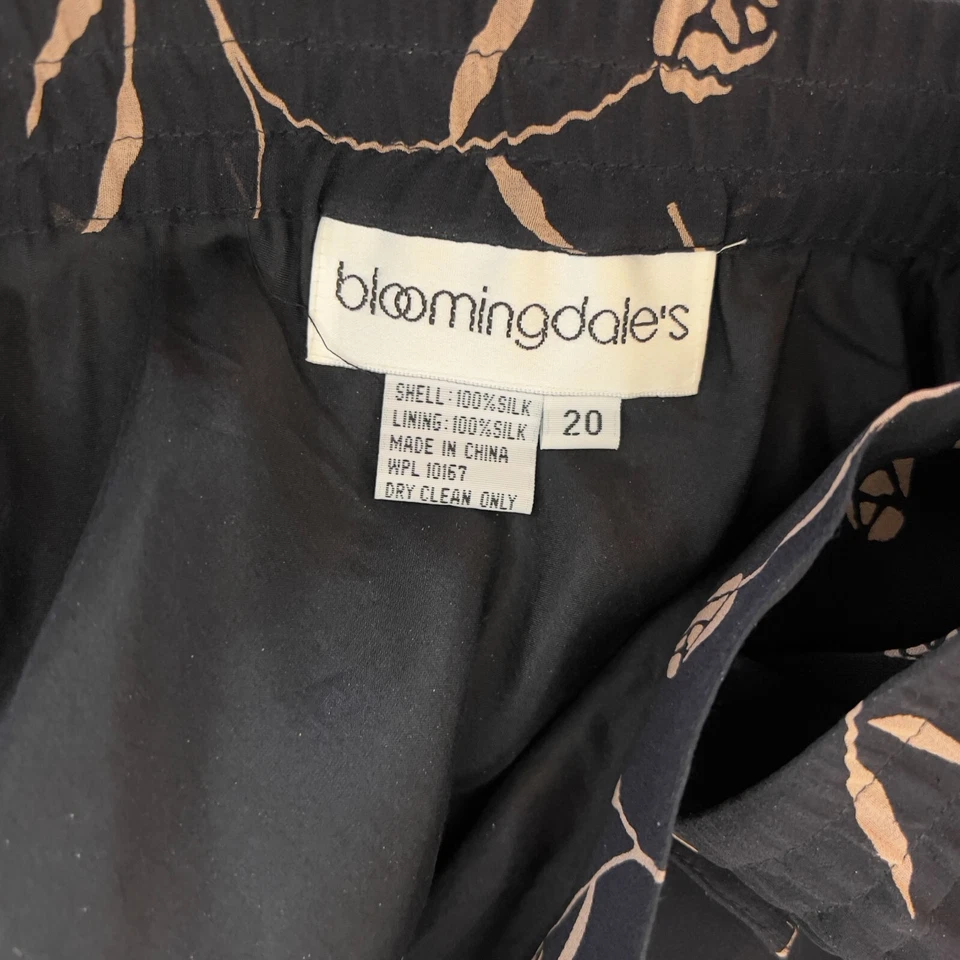 bloomingdale's
SHELL:100%SILK
LINING:100%SILK
MADE IN CHINA
WPL 10167
DRY CLEAN ONLY
20